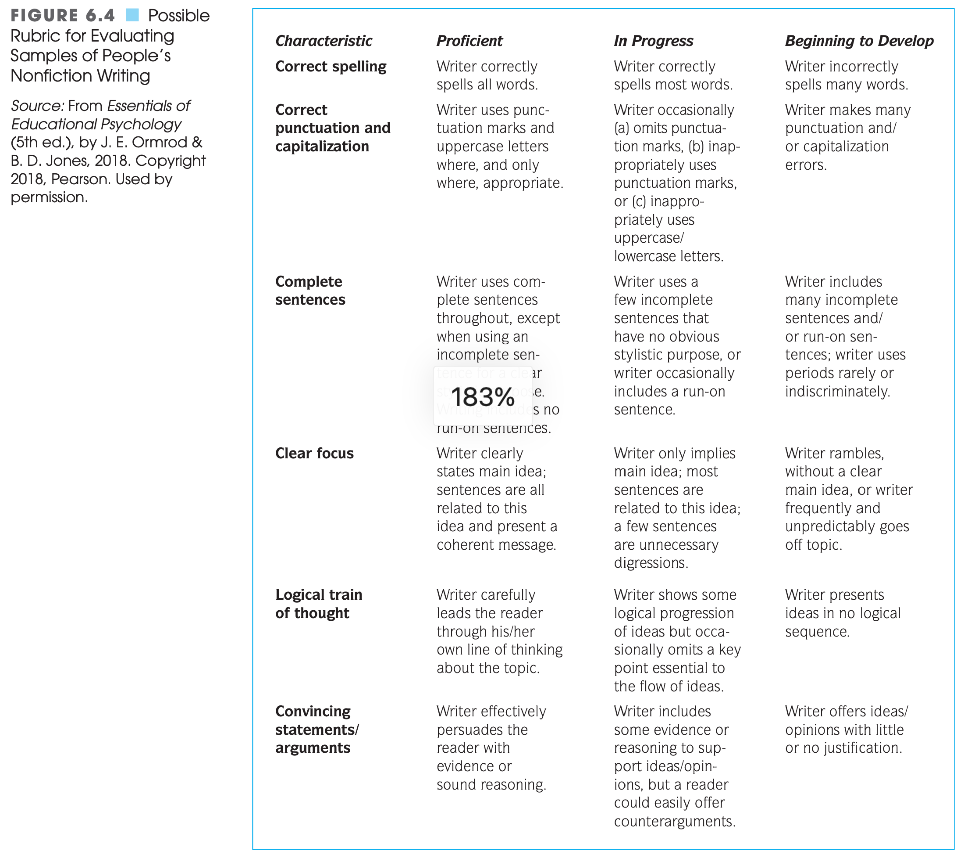 FIGURE 6.4 Possible
Rubric for Evaluating
Samples of People's
Nonfiction Writing
Source: From Essentials of
Educational Psychology
(5th ed.), by J. E. Ormrod &
B. D. Jones, 2018. Copyright
2018, Pearson. Used by
permission.
Characteristic
Proficient
In Progress
Beginning to Develop
Correct spelling
Writer correctly
spells all words.
Writer correctly
spells most words.
Writer incorrectly
spells many words.
Correct
punctuation and
capitalization
Writer uses punc-
tuation marks and
uppercase letters
where, and only
where, appropriate.
Writer occasionally
(a) omits punctua-
tion marks, (b) inap-
propriately uses
punctuation marks,
or (c) inappro-
priately uses
uppercase/
lowercase letters.
Writer makes many
punctuation and/
or capitalization
errors.
Complete
sentences
Writer uses com-
plete sentences
throughout, except
when using an
incomplete sen-
tence for a clear
183%
no
run-on sentences.
Writer uses a
few incomplete
sentences that
have no obvious
stylistic purpose, or
writer occasionally
includes a run-on
sentence.
Writer includes
many incomplete
sentences and/
or run-on sen-
tences; writer uses
periods rarely or
indiscriminately.
Clear focus
Writer clearly
states main idea;
sentences are all
related to this
idea and present a
coherent message.
Writer only implies
main idea; most
sentences are
related to this idea;
a few sentences
are unnecessary
digressions.
Writer rambles,
without a clear
main idea, or writer
frequently and
unpredictably goes
off topic.
Logical train
of thought
Writer carefully
leads the reader
through his/her
own line of thinking
about the topic.
Writer shows some
logical progression
of ideas but occa-
sionally omits a key
point essential to
the flow of ideas.
Writer presents
ideas in no logical
sequence.
Convincing
statements/
arguments
Writer effectively
persuades the
reader with
evidence or
sound reasoning.
Writer includes
some evidence or
reasoning to sup-
port ideas/opin-
ions, but a reader
could easily offer
counterarguments.
Writer offers ideas/
opinions with little
or no justification.